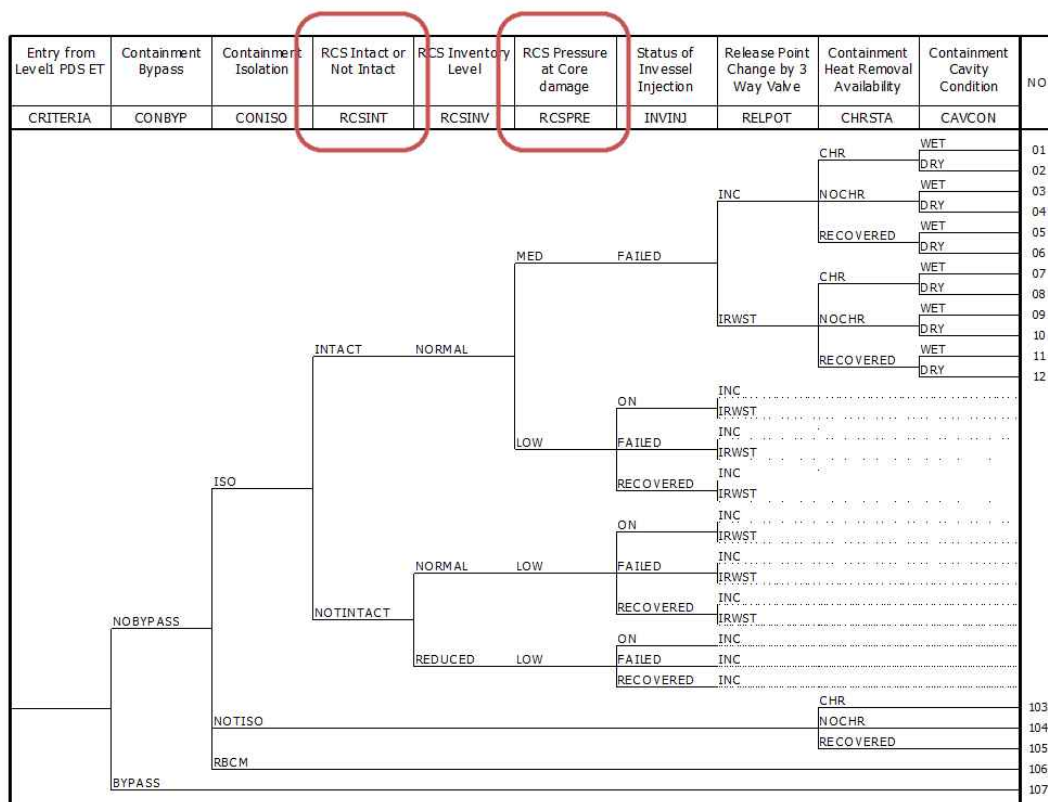 Entry from Level1 PDS ET
Containment Bypass
Containment Isolation
RCS Intact or Not Intact
RCS Inventory Level
RCS Pressure at Core damage
Status of Invessel Injection
Release Point Change by 3 Way Valve
Containment Heat Removal Availability
Containment Cavity Condition
NO
CRITERIA CONBYP CONISO RCSINT RCSINV RCSPRE INVINJ RELPOT CHRSTA CAVCON
WET 01
CHR
DRY 02
WET 03
INC NOCHR
DRY 04
WET 05
RECOVERED
DRY 06
MED FAILED
WET 07
CHR
DRY 08
WET 09
IRWST NOCHR
DRY 10
INTACT NORMAL
WET 11
RECOVERED
DRY 12
INC
ON
IRWST
INC
LOW FAILED
IRWST
INC
ISO RECOVERED
IRWST
INC
ON
IRWST
INC
NORMAL LOW FAILED
IRWST
INC
NOTINTACT RECOVERED
IRWST
NOBYPASS
ON INC
REDUCED LOW FAILED INC
RECOVERED INC
CHR 103
NOTISO NOCHR 104
RECOVERED 105
RBCM 106
BYPASS 107